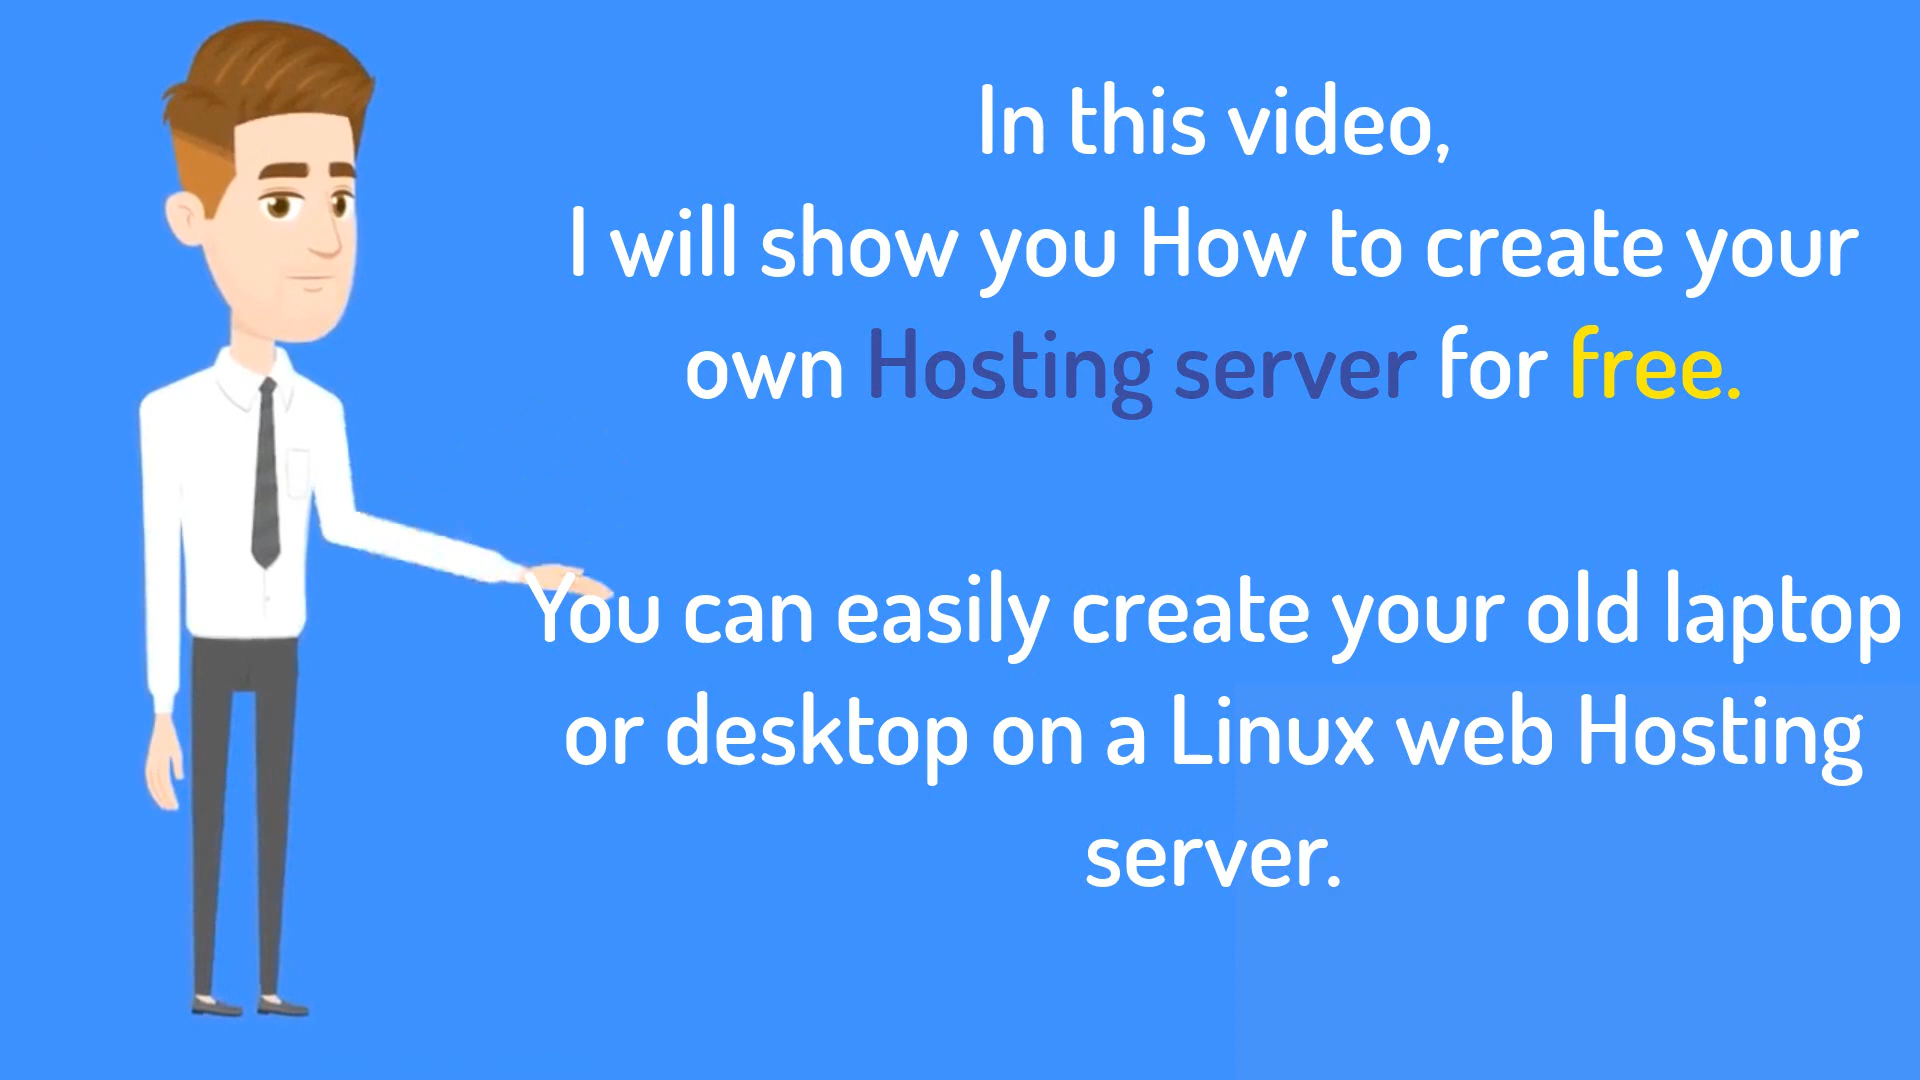 In this video,
I will show you How to create your
own Hosting server for free.
You can easily create your old laptop
or desktop on a Linux web Hosting
server.